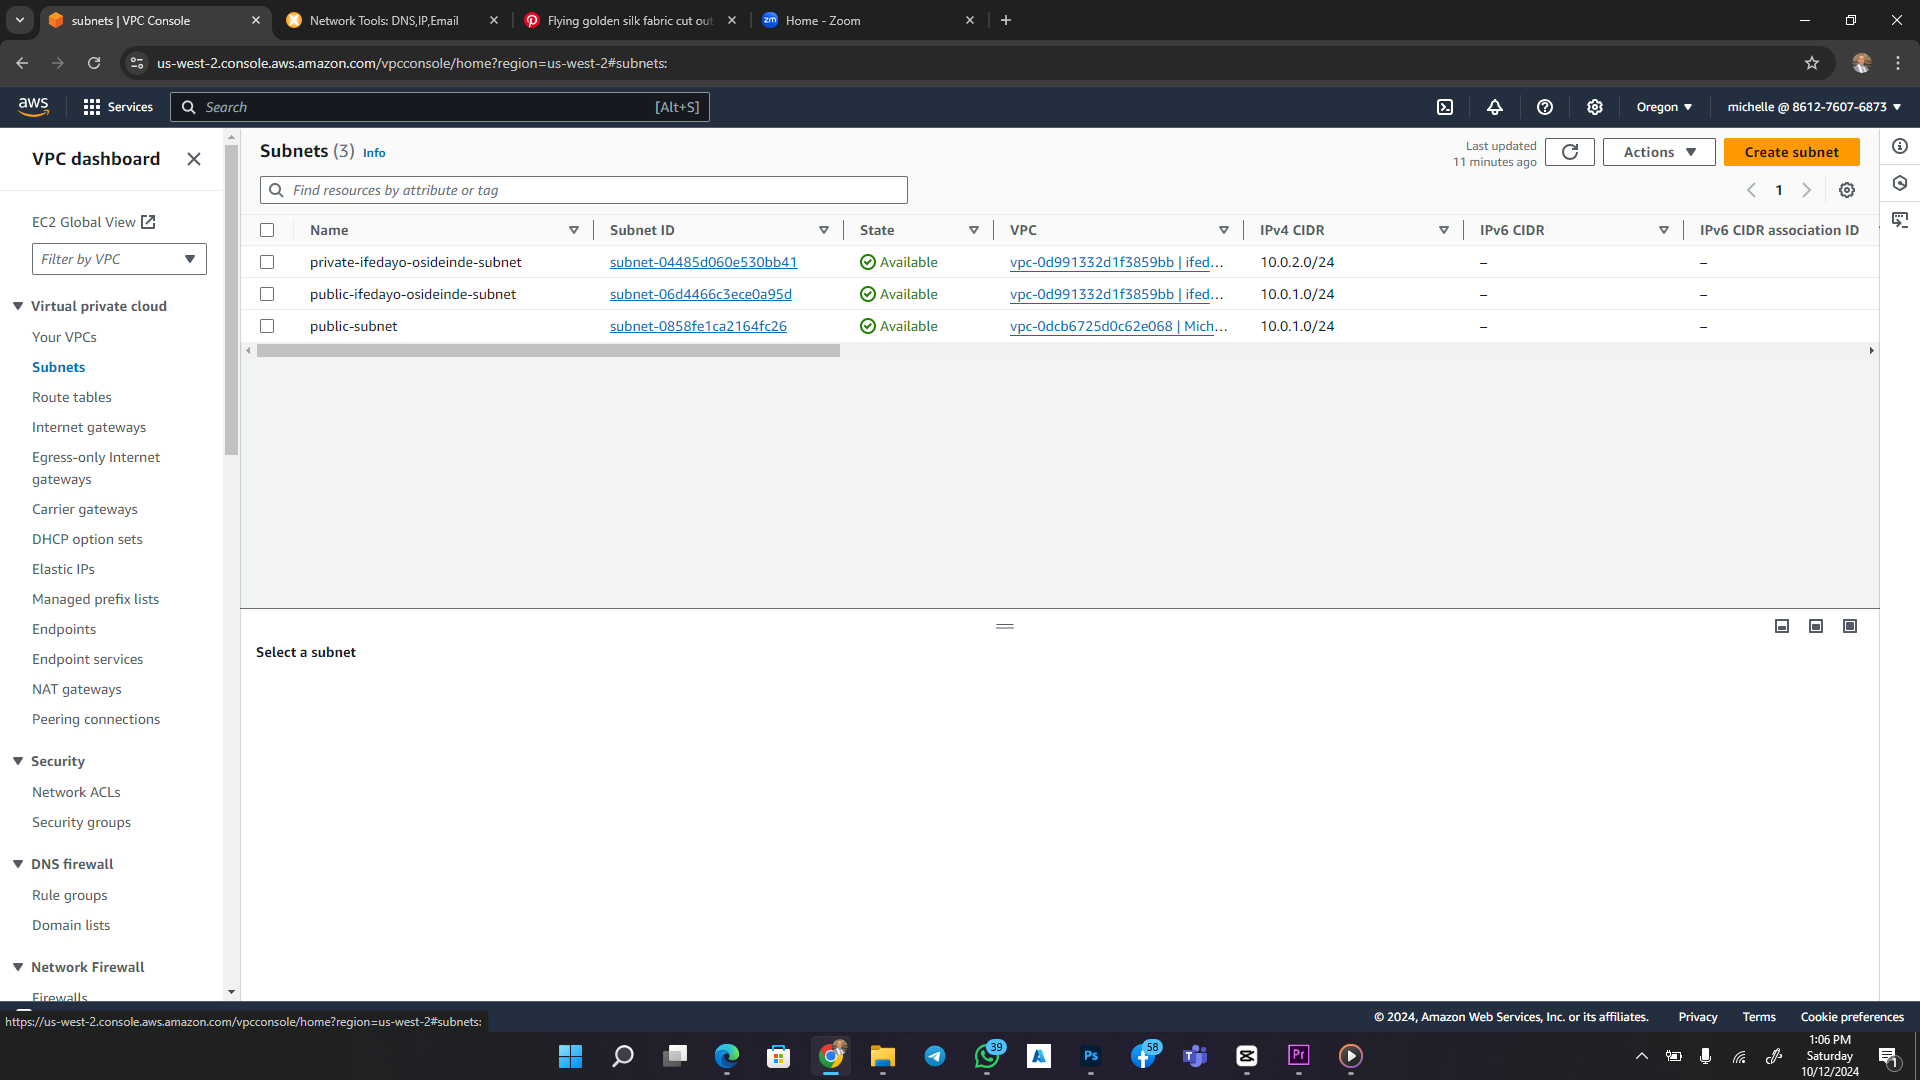 subnets | VPC Console
Network Tools: DNS,IP,Email
Flying golden silk fabric cut out
zm
Home - Zoom
us-west-2.console.aws.amazon.com/vpcconsole/home?region=us-west-2#subnets:
aws
Services
Search
[Alt+S]
Oregon
michelle @ 8612-7607-6873
VPC dashboard
EC2 Global View
Filter by VPC
Virtual private cloud
Your VPCs
Subnets
Route tables
Internet gateways
Egress-only Internet
gateways
Carrier gateways
DHCP option sets
Elastic IPs
Managed prefix lists
Endpoints
Endpoint services
NAT gateways
Peering connections
Security
Network ACLs
Security groups
DNS firewall
Rule groups
Domain lists
Network Firewall
Firewalls
Subnets (3) Info
Last updated
11 minutes ago
Actions
Create subnet
Find resources by attribute or tag
1
Name Subnet ID State VPC IPv4 CIDR IPv6 CIDR IPv6 CIDR association ID
private-ifedayo-osideinde-subnet subnet-04485d060e530bb41 Available vpc-0d991332d1f3859bb | ifed... 10.0.2.0/24 – –
public-ifedayo-osideinde-subnet subnet-06d4466c3ece0a95d Available vpc-0d991332d1f3859bb | ifed... 10.0.1.0/24 – –
public-subnet subnet-0858fe1ca2164fc26 Available vpc-0dcb6725d0c62e068 | Mich... 10.0.1.0/24 – –
Select a subnet
https://us-west-2.console.aws.amazon.com/vpcconsole/home?region=us-west-2#subnets:
© 2024, Amazon Web Services, Inc. or its affiliates.
Privacy
Terms
Cookie preferences
39
Ps
58
Pr
1:06 PM
Saturday
10/12/2024
1